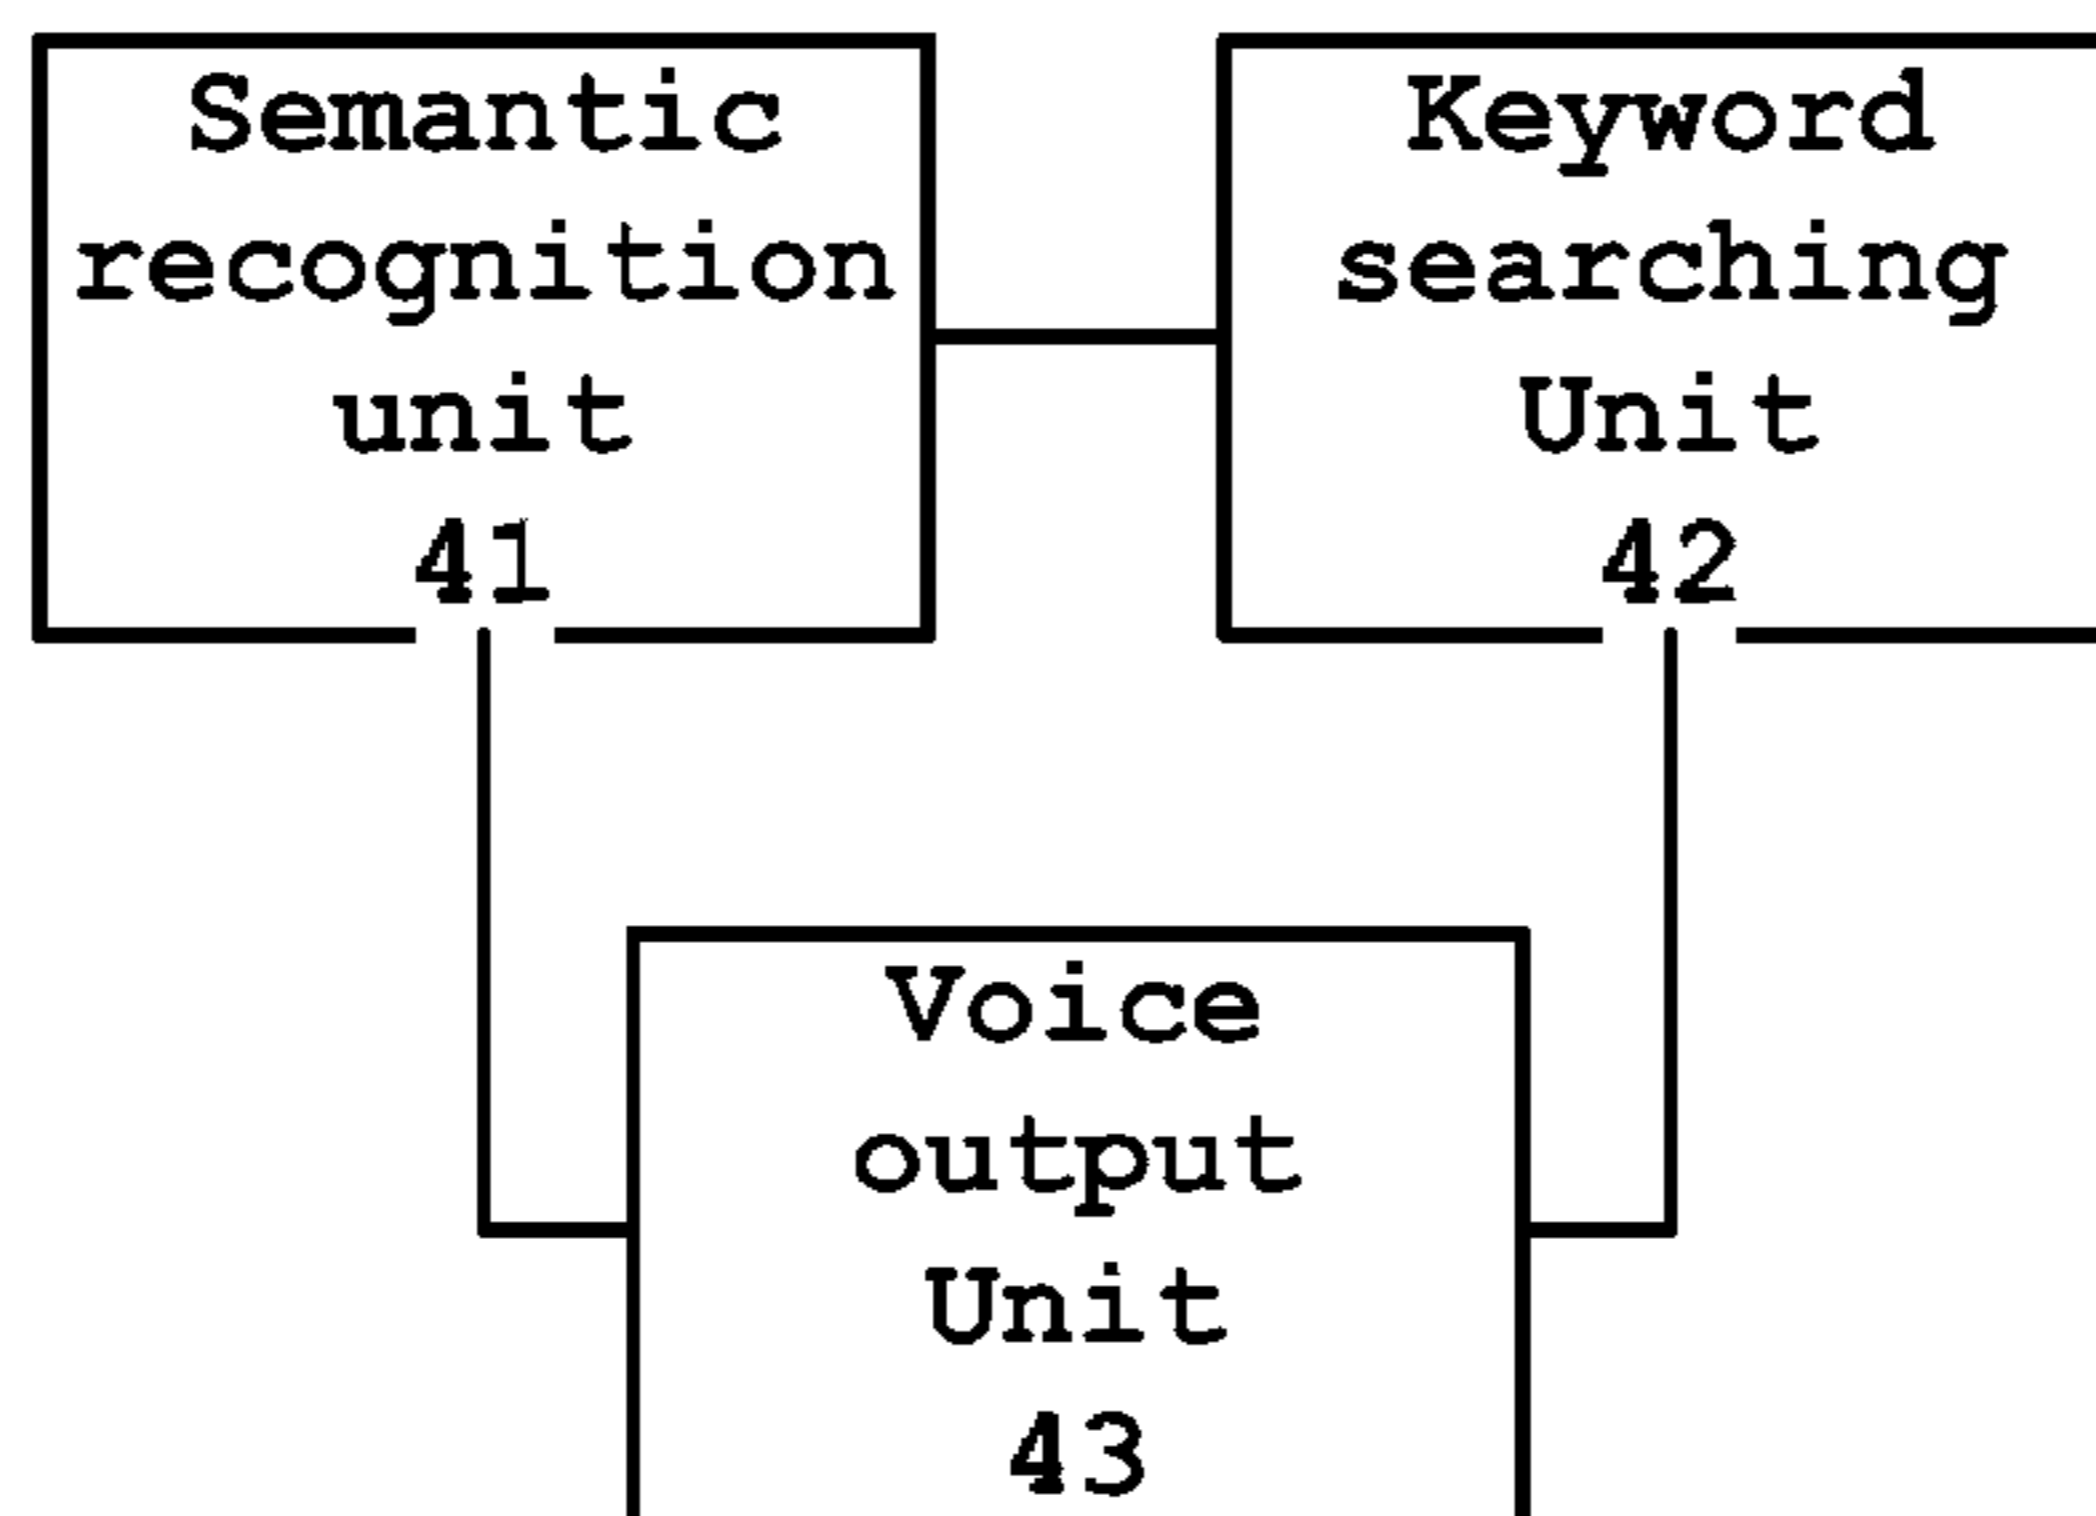 Semantic
recognition
unit
41
Keyword
searching
Unit
42
Voice
output
Unit
43